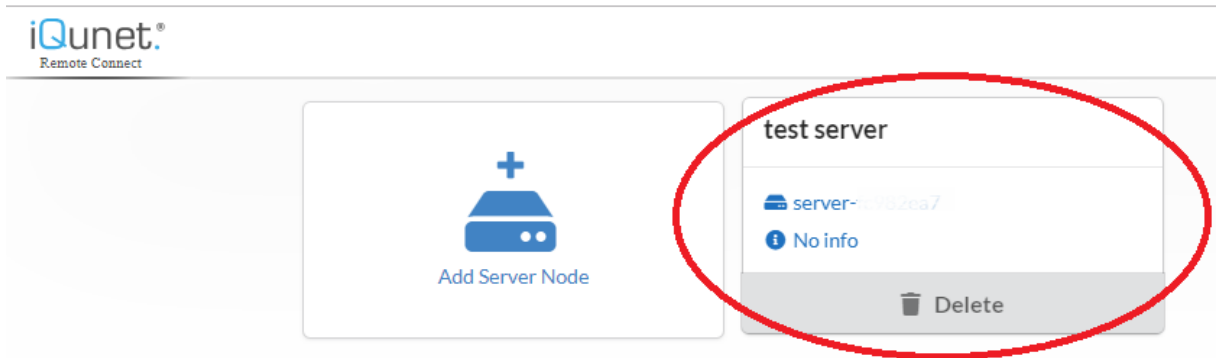 iQunet.®
Remote Connect
Add Server Node
test server
server-
No info
Delete